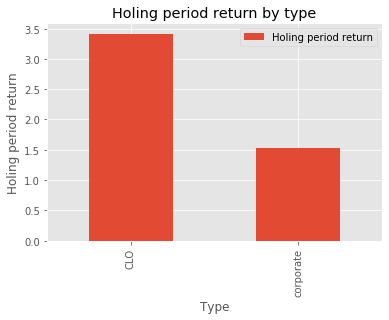 Holing period return by type
Holing period return
3.5
3.0
2.5
2.0
1.5
1.0
0.5
0.0
Holing period return
CLO
corporate
Type